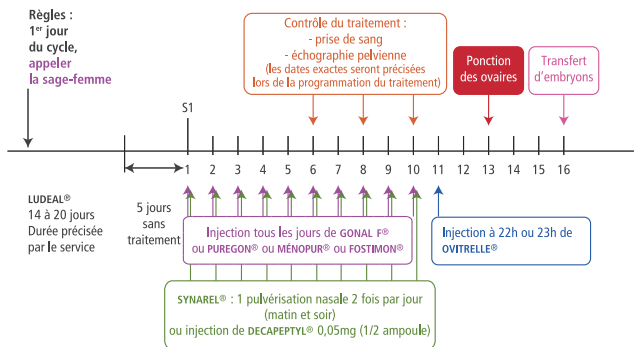 Règles :
1er jour
du cycle,
appeler
la sage-femme
Contrôle du traitement :
- prise de sang
- échographie pelvienne
(les dates exactes seront précisées
lors de la programmation du traitement)
Ponction
des ovaires
Transfert
d'embryons
S1
1 2 3 4 5 6 7 8 9 10 11 12 13 14 15 16
LUDEAL®
14 à 20 jours
Durée précisée
par le service
5 jours
sans
traitement
Injection tous les jours de GONAL F®
ou PUREGON® ou MÉNOPUR® ou FOSTIMON®
Injection à 22h ou 23h de
OVITRELLE®
SYNAREL® : 1 pulvérisation nasale 2 fois par jour
(matin et soir)
ou injection de DECAPEPTYL® 0,05mg (1/2 ampoule)